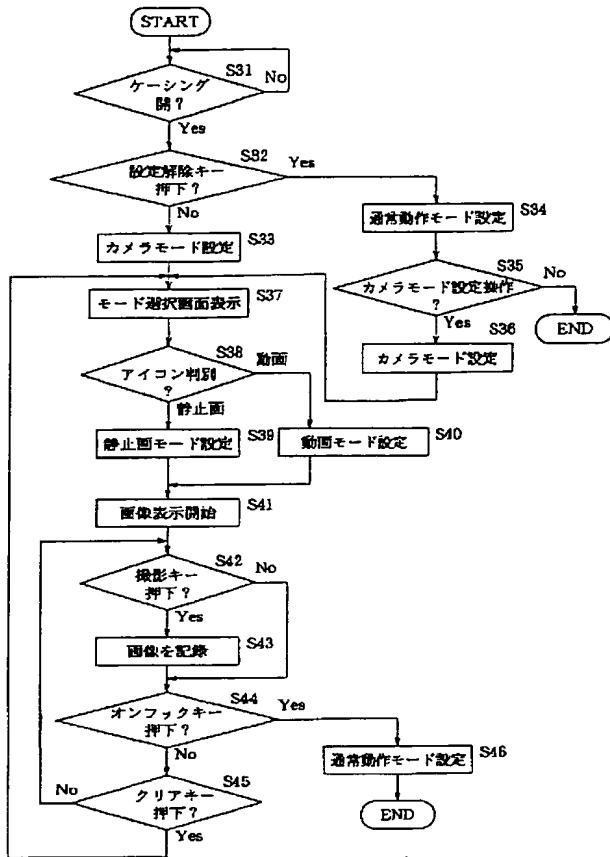 START
S31
ケーシング
開？
No
Yes
S32
設定解除キー
押下？
Yes
No
通常動作モード設定
S34
カメラモード設定
S33
S35
カメラモード設定操作
？
No
Yes
END
S36
カメラモード設定
モード選択画面表示
S37
S38
アイコン判別
？
動画
静止画
静止画モード設定
S39
動画モード設定
S40
画像表示開始
S41
S42
撮影キー
押下？
No
Yes
画像を記録
S43
S44
オンフックキー
押下？
Yes
No
通常動作モード設定
S46
S45
クリアキー
押下？
No
Yes
END